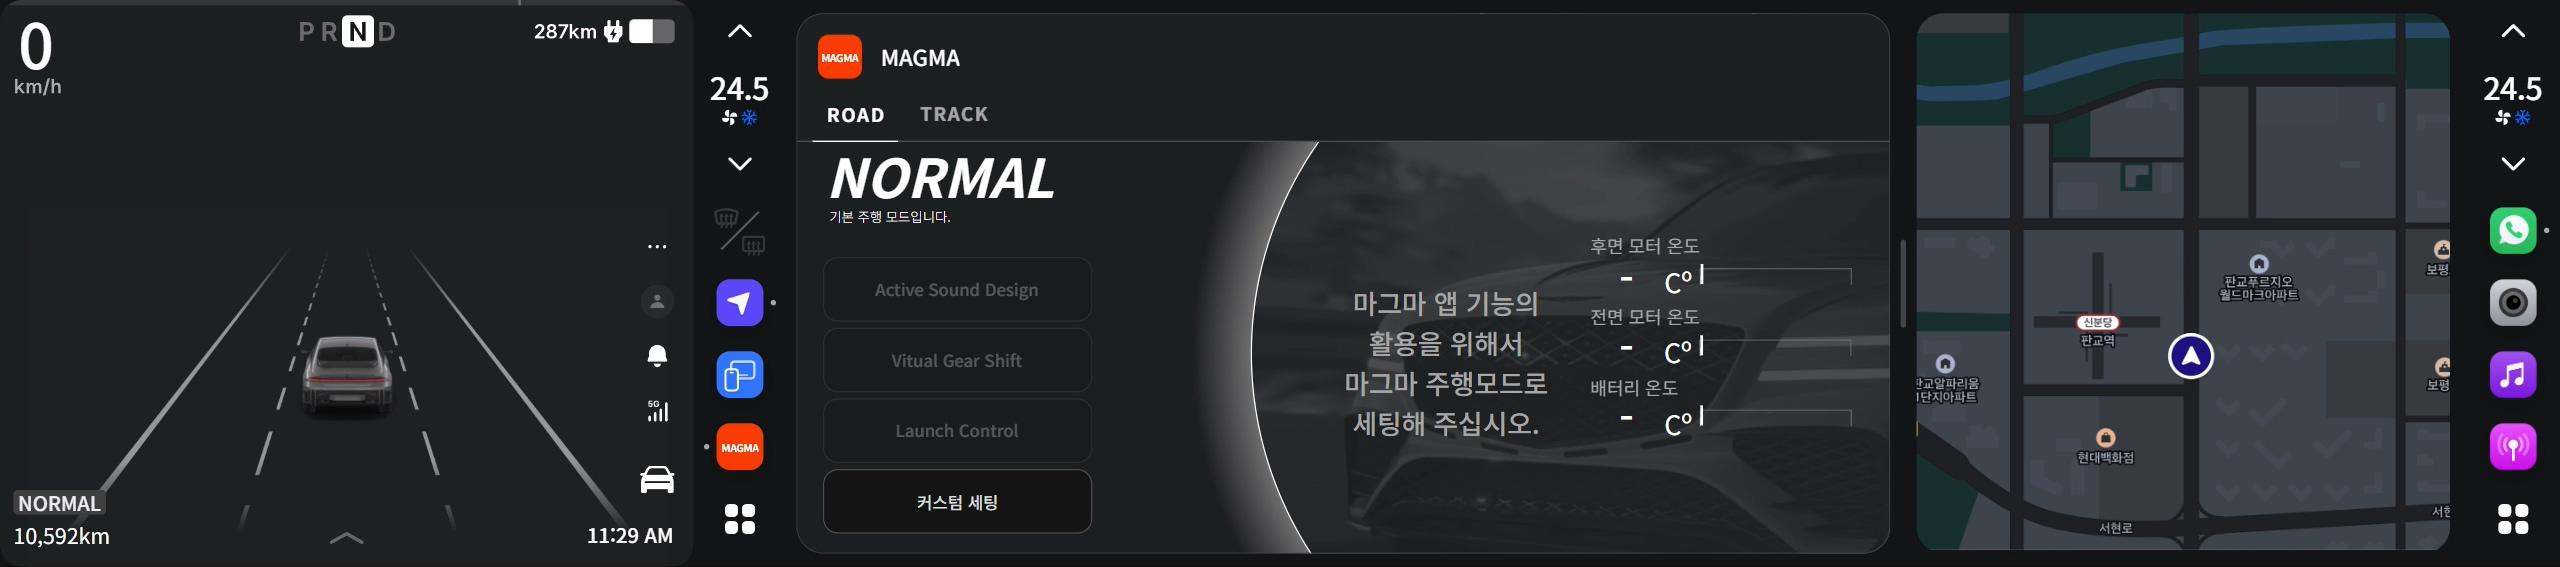 0
km/h
P R N D
287km
5G
NORMAL
10,592km
11:29 AM
24.5
MAGMA
MAGMA
MAGMA
ROAD
TRACK
NORMAL
기본 주행 모드입니다.
Active Sound Design
Vitual Gear Shift
Launch Control
커스텀 세팅
마그마 앱 기능의
활용을 위해서
마그마 주행모드로
세팅해 주십시오.
후면 모터 온도
- Cº
전면 모터 온도
- Cº
배터리 온도
- Cº
판교푸르지오
월드마크아파트
신분당
판교역
판교알파리움
1단지아파트
현대백화점
보평
보평
서현로
서현
24.5